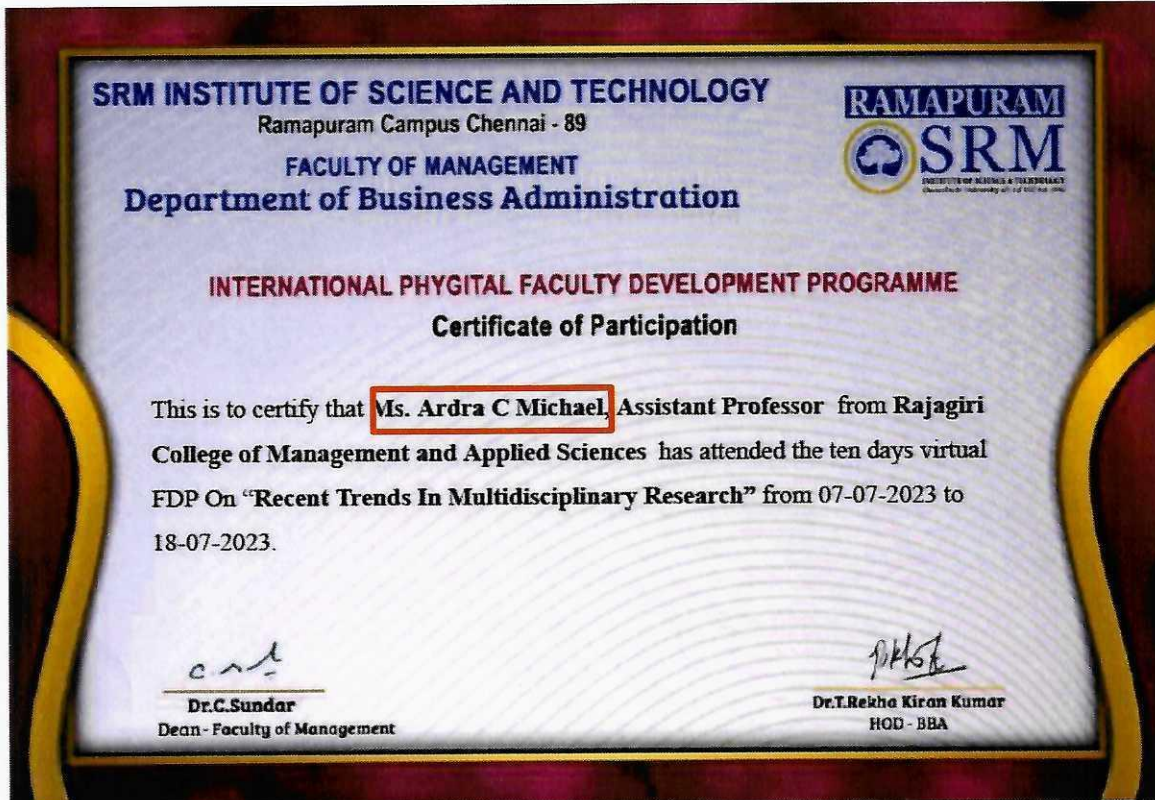 SRM INSTITUTE OF SCIENCE AND TECHNOLOGY
Ramapuram Campus Chennai - 89
FACULTY OF MANAGEMENT
Department of Business Administration
RAMAPURAM
SRM
INSTITUTE OF SCIENCE & TECHNOLOGY
INTERNATIONAL PHYGITAL FACULTY DEVELOPMENT PROGRAMME
Certificate of Participation
This is to certify that Ms. Ardra C Michael, Assistant Professor from Rajagiri
College of Management and Applied Sciences has attended the ten days virtual
FDP On “Recent Trends In Multidisciplinary Research” from 07-07-2023 to
18-07-2023.
Dr.C.Sundar
Dean - Faculty of Management
Dr.T.Rekha Kiran Kumar
HOD - BBA